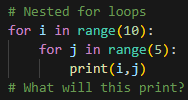 # Nested for loops
for i in range(10):
    for j in range(5):
        print(i,j)
# What will this print?